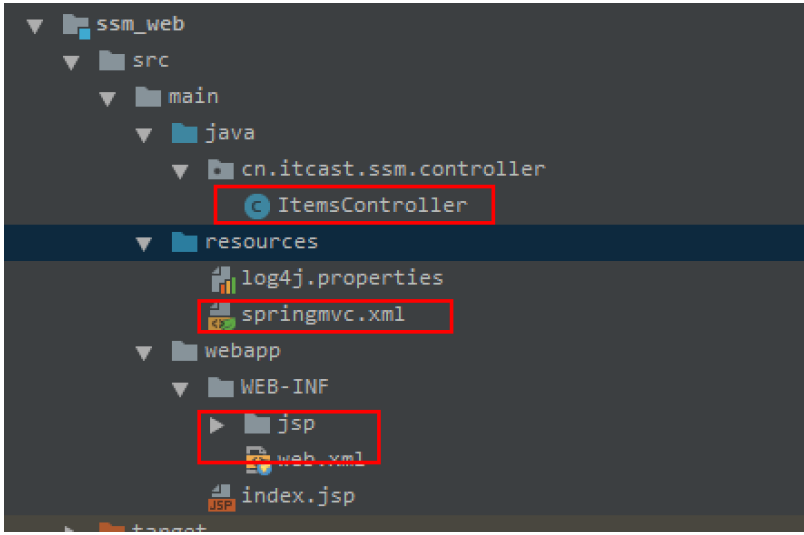 ssm_web
src
main
java
cn.itcast.ssm.controller
C ItemsController
resources
log4j.properties
springmvc.xml
webapp
WEB-INF
jsp
web.xml
JSP index.jsp
target